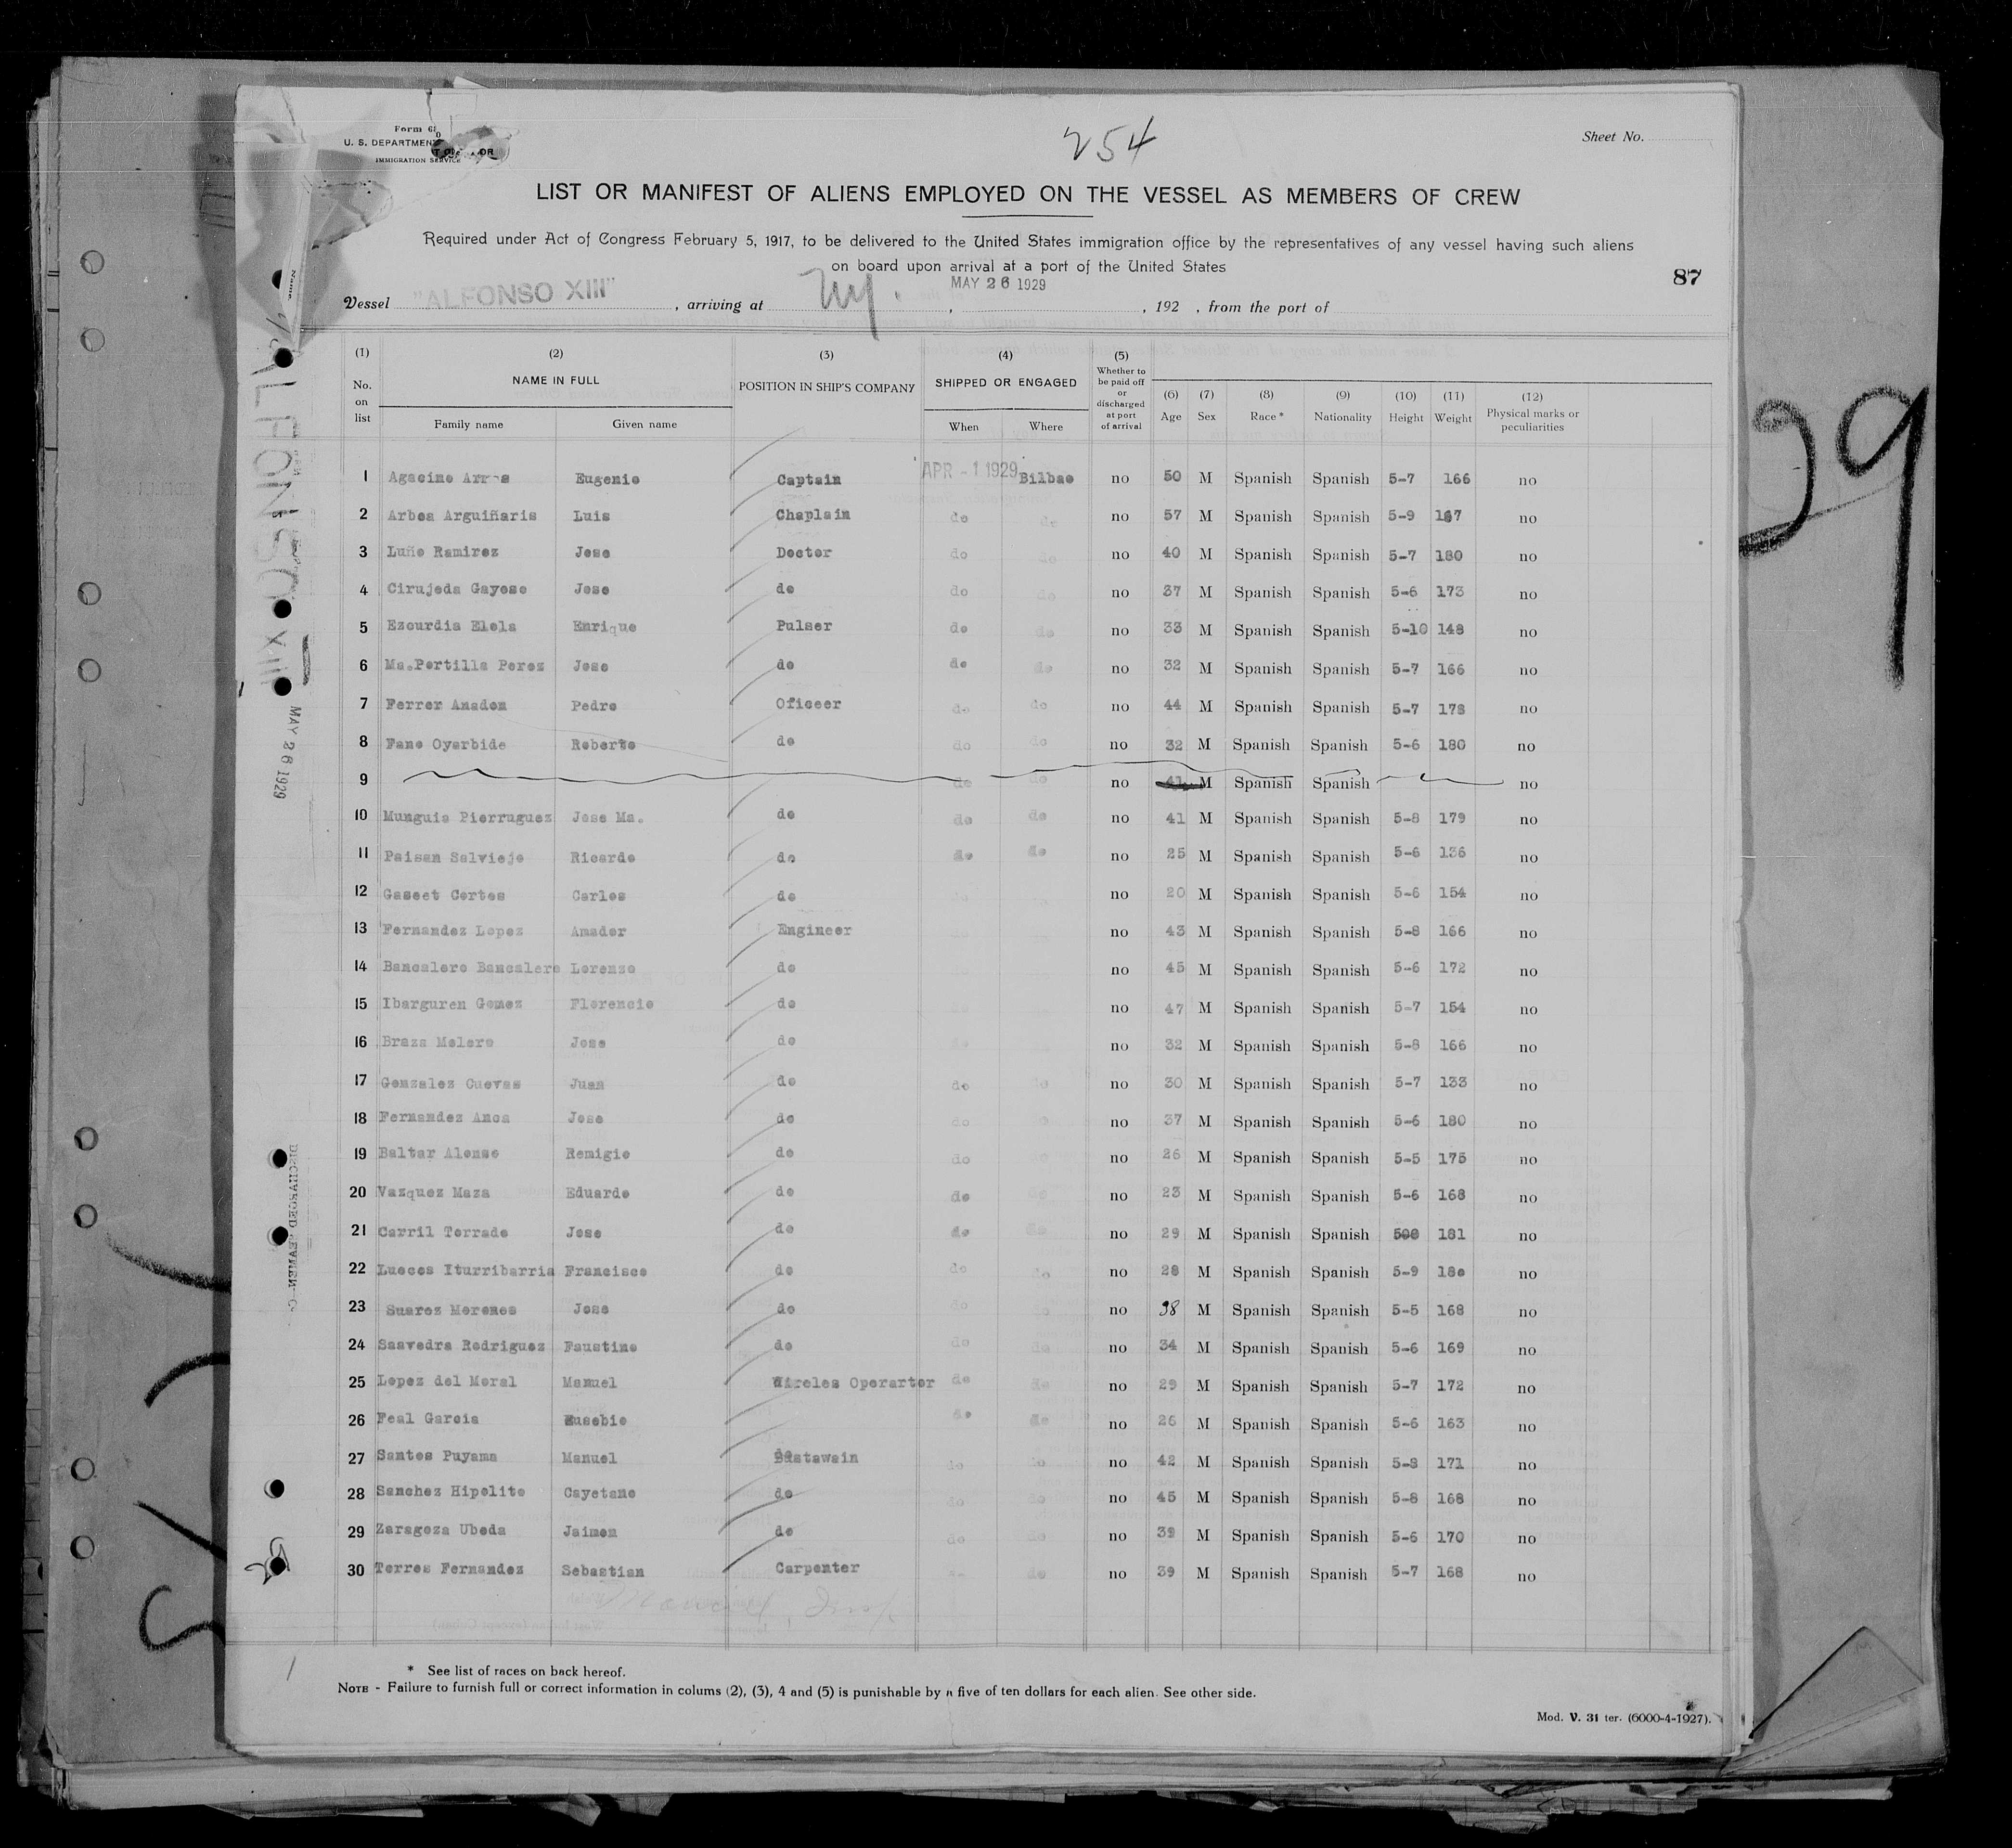 254
Form 6
U. S. DEPARTMENT OR
IMMIGRATION SERVICE
Sheet No.
LIST OR MANIFEST OF ALIENS EMPLOYED ON THE VESSEL AS MEMBERS OF CREW
Required under Act of Congress February 5, 1917, to be delivered to the United States immigration office by the representatives of any vessel having such aliens
on board upon arrival at a port of the United States
87
Vessel "ALFONSO XIII" , arriving at Ny. , MAY 26 1929 , 192 , from the port of
(1) No. on list (2) NAME IN FULL Family name Given name (3) POSITION IN SHIP'S COMPANY (4) SHIPPED OR ENGAGED When Where (5) Whether to be paid off or discharged at port of arrival (6) Age (7) Sex (8) Race * (9) Nationality (10) Height (11) Weight (12) Physical marks or peculiarities
1 Agacino Eugenio Captain APR - 1 1929 Bilbao no 50 M Spanish Spanish 5-7 166 no
2 Arbea Arguiñaris Luis Chaplain do do no 57 M Spanish Spanish 5-9 167 no
3 Luño Ramirez Jose Doctor do do no 40 M Spanish Spanish 5-7 180 no
4 Cirujeda Gayoso Jose do do do no 37 M Spanish Spanish 5-6 173 no
5 Ezcurdia Elola Enrique Pulser do do no 33 M Spanish Spanish 5-10 148 no
6 Ma.Portilla Perez Jose do do do no 32 M Spanish Spanish 5-7 166 no
7 Ferrer Amadom Pedro Oficcer do do no 44 M Spanish Spanish 5-7 178 no
8 Fano Oyarbide Roberto do do do no 32 M Spanish Spanish 5-6 180 no
9 do do no 41 M Spanish Spanish no
10 Munguia Pierruguez Jose Ma. do do do no 41 M Spanish Spanish 5-8 179 no
11 Paisan Salviejo Ricardo do do do no 25 M Spanish Spanish 5-6 136 no
12 Gasset Cortes Carlos do no 20 M Spanish Spanish 5-6 154 no
13 Fernandez Lopez Amador Engineer no 43 M Spanish Spanish 5-8 166 no
14 Bancalero Bancalero Lorenzo do no 45 M Spanish Spanish 5-6 172 no
15 Ibarguren Gomez Florencio do no 47 M Spanish Spanish 5-7 154 no
16 Braza Melero Jose do no 32 M Spanish Spanish 5-8 166 no
17 Gonzalez Cuevas Juan do do do no 30 M Spanish Spanish 5-7 133 no
18 Fernandez Anca Jose do do no 37 M Spanish Spanish 5-6 180 no
19 Baltar Alonso Remigio do do do no 26 M Spanish Spanish 5-5 175 no
20 Vazquez Maza Eduardo do do do no 23 M Spanish Spanish 5-6 168 no
21 Carril Terrado Jose do do do no 29 M Spanish Spanish 181 no
22 Lueces Iturribarria Francisco do do do no 28 M Spanish Spanish 5-9 18o no
23 Suarez Merenes Jose do do do no 38 M Spanish Spanish 5-5 168 no
24 Saavedra Rodriguez Faustino do do do no 34 M Spanish Spanish 5-6 169 no
25 Lopez del Moral Manuel Wireles Operartor do do no 29 M Spanish Spanish 5-7 172 no
26 Feal Garcia Eusebio do do no 26 M Spanish Spanish 5-6 163 no
27 Santos Puyama Manuel do no 42 M Spanish Spanish 5-8 171 no
28 Sanchez Hipolito Cayetano do do do no 45 M Spanish Spanish 5-8 168 no
29 Zaragoza Ubeda Jaimen do do do no 39 M Spanish Spanish 5-6 170 no
30 Torres Fernandez Sebastian Carpenter do no 39 M Spanish Spanish 5-7 168 no
* See list of races on back hereof.
NOTE - Failure to furnish full or correct information in colums (2), (3), 4 and (5) is punishable by a five of ten dollars for each alien. See other side.
Mod. V. 31 ter. (6000-4-1927).
Name.
ALFONSO XIII
MAY 26 1929